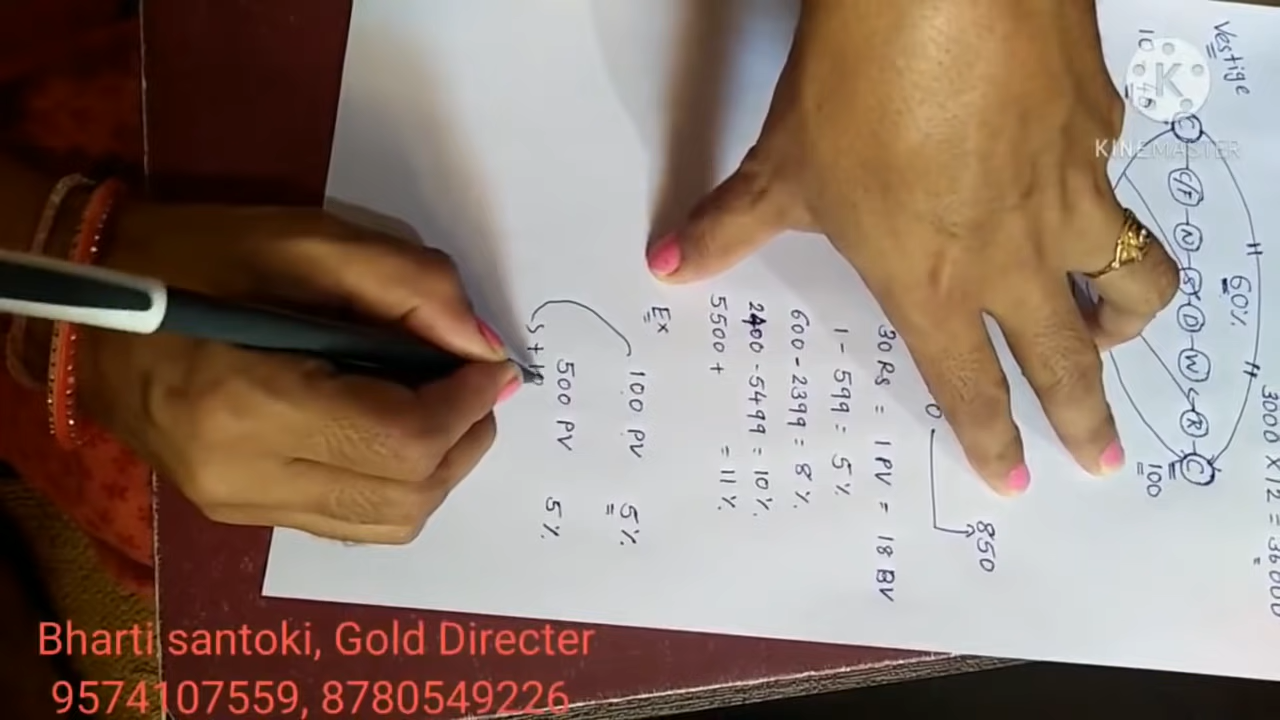 Vestige
3000 X 12 = 36000
60%
C
G/F
N
S
D
W
R
C
100
850
30 Rs = 1 PV = 18 BV
1 - 599 = 5%
600 - 2399 = 8%
2400 - 5499 = 10%
5500 + = 11%
Ex
100 PV 5%
500 PV 5%
KINEMASTER
Bharti santoki, Gold Directer
9574107559, 8780549226